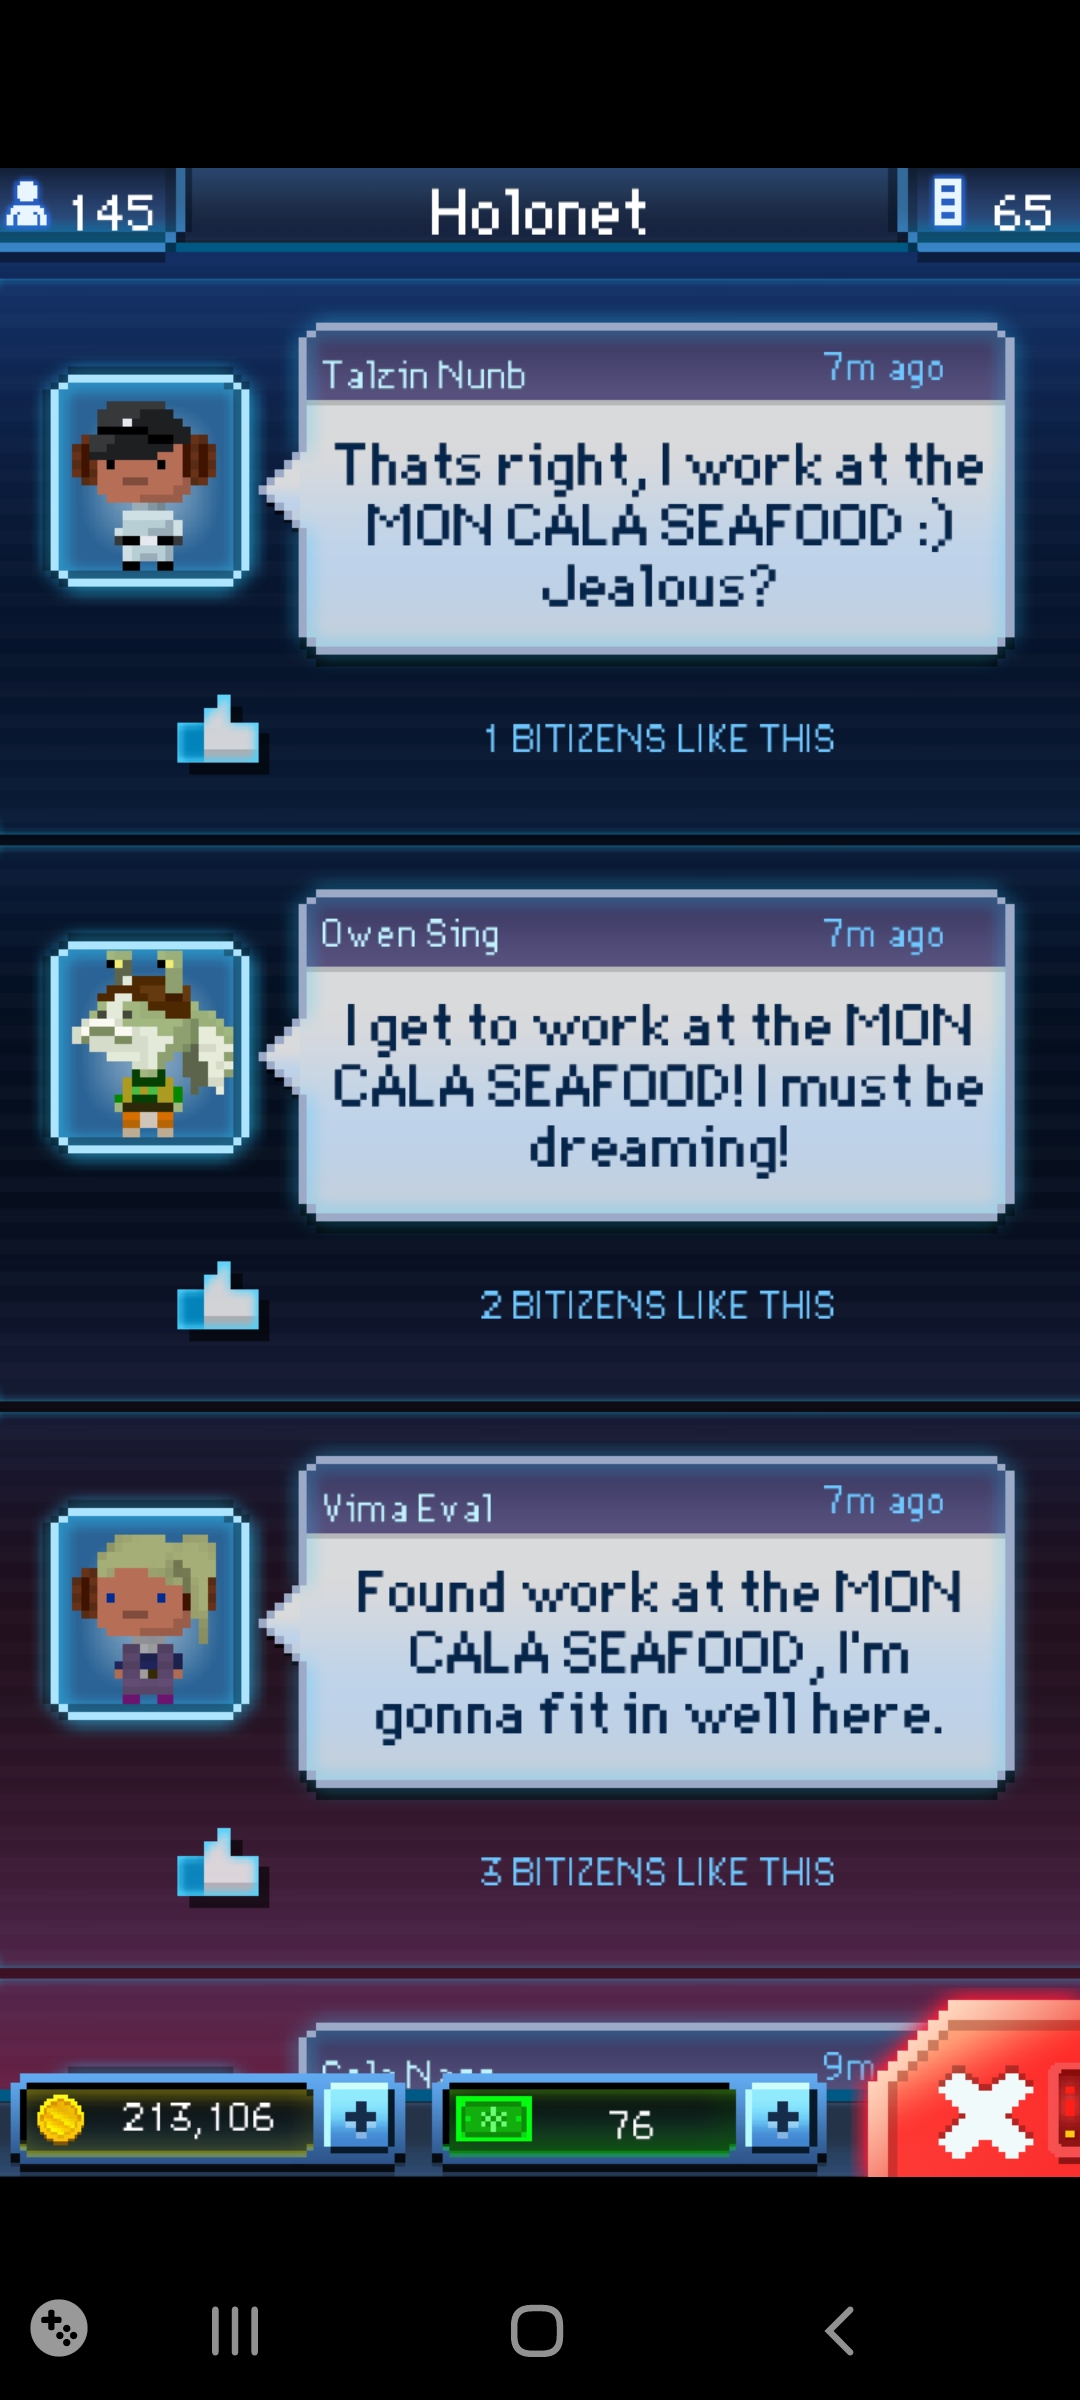 145
Holonet
65
Talzin Nunb
7m ago
Thats right, I work at the
MON CALA SEAFOOD :)
Jealous?
1 BITIZENS LIKE THIS
Owen Sing
7m ago
I get to work at the MON
CALA SEAFOOD! I must be
dreaming!
2 BITIZENS LIKE THIS
Vima Eval
7m ago
Found work at the MON
CALA SEAFOOD, I'm
gonna fit in well here.
3 BITIZENS LIKE THIS
9m
213,106
76